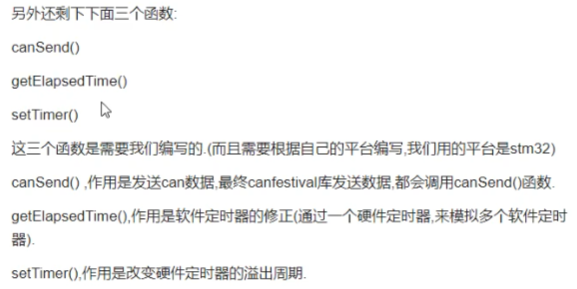 另外还剩下下面三个函数:
canSend()
getElapsedTime()
setTimer()
这三个函数是需要我们编写的.(而且需要根据自己的平台编写,我们用的平台是stm32)
canSend() ,作用是发送can数据,最终canfestival库发送数据,都会调用canSend()函数.
getElapsedTime(),作用是软件定时器的修正(通过一个硬件定时器,来模拟多个软件定时
器).
setTimer(),作用是改变硬件定时器的溢出周期.